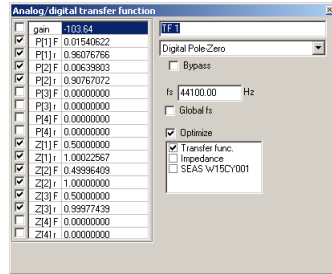 Analog/digital transfer function
gain -103.64
P[1] F 0.01540622
P[1] r 0.96076766
P[2] F 0.00639803
P[2] r 0.90767072
P[3] F 0.00000000
P[3] r 0.00000000
P[4] F 0.00000000
P[4] r 0.00000000
Z[1] F 0.50000000
Z[1] r 1.00022567
Z[2] F 0.49996409
Z[2] r 1.00000000
Z[3] F 0.50000000
Z[3] r 0.99977439
Z[4] F 0.00000000
Z[4] r 0.00000000
TF 1
Digital Pole-Zero
Bypass
fs 44100.00 Hz
Global fs
Optimize
Transfer func.
Impedance
SEAS W15CY001